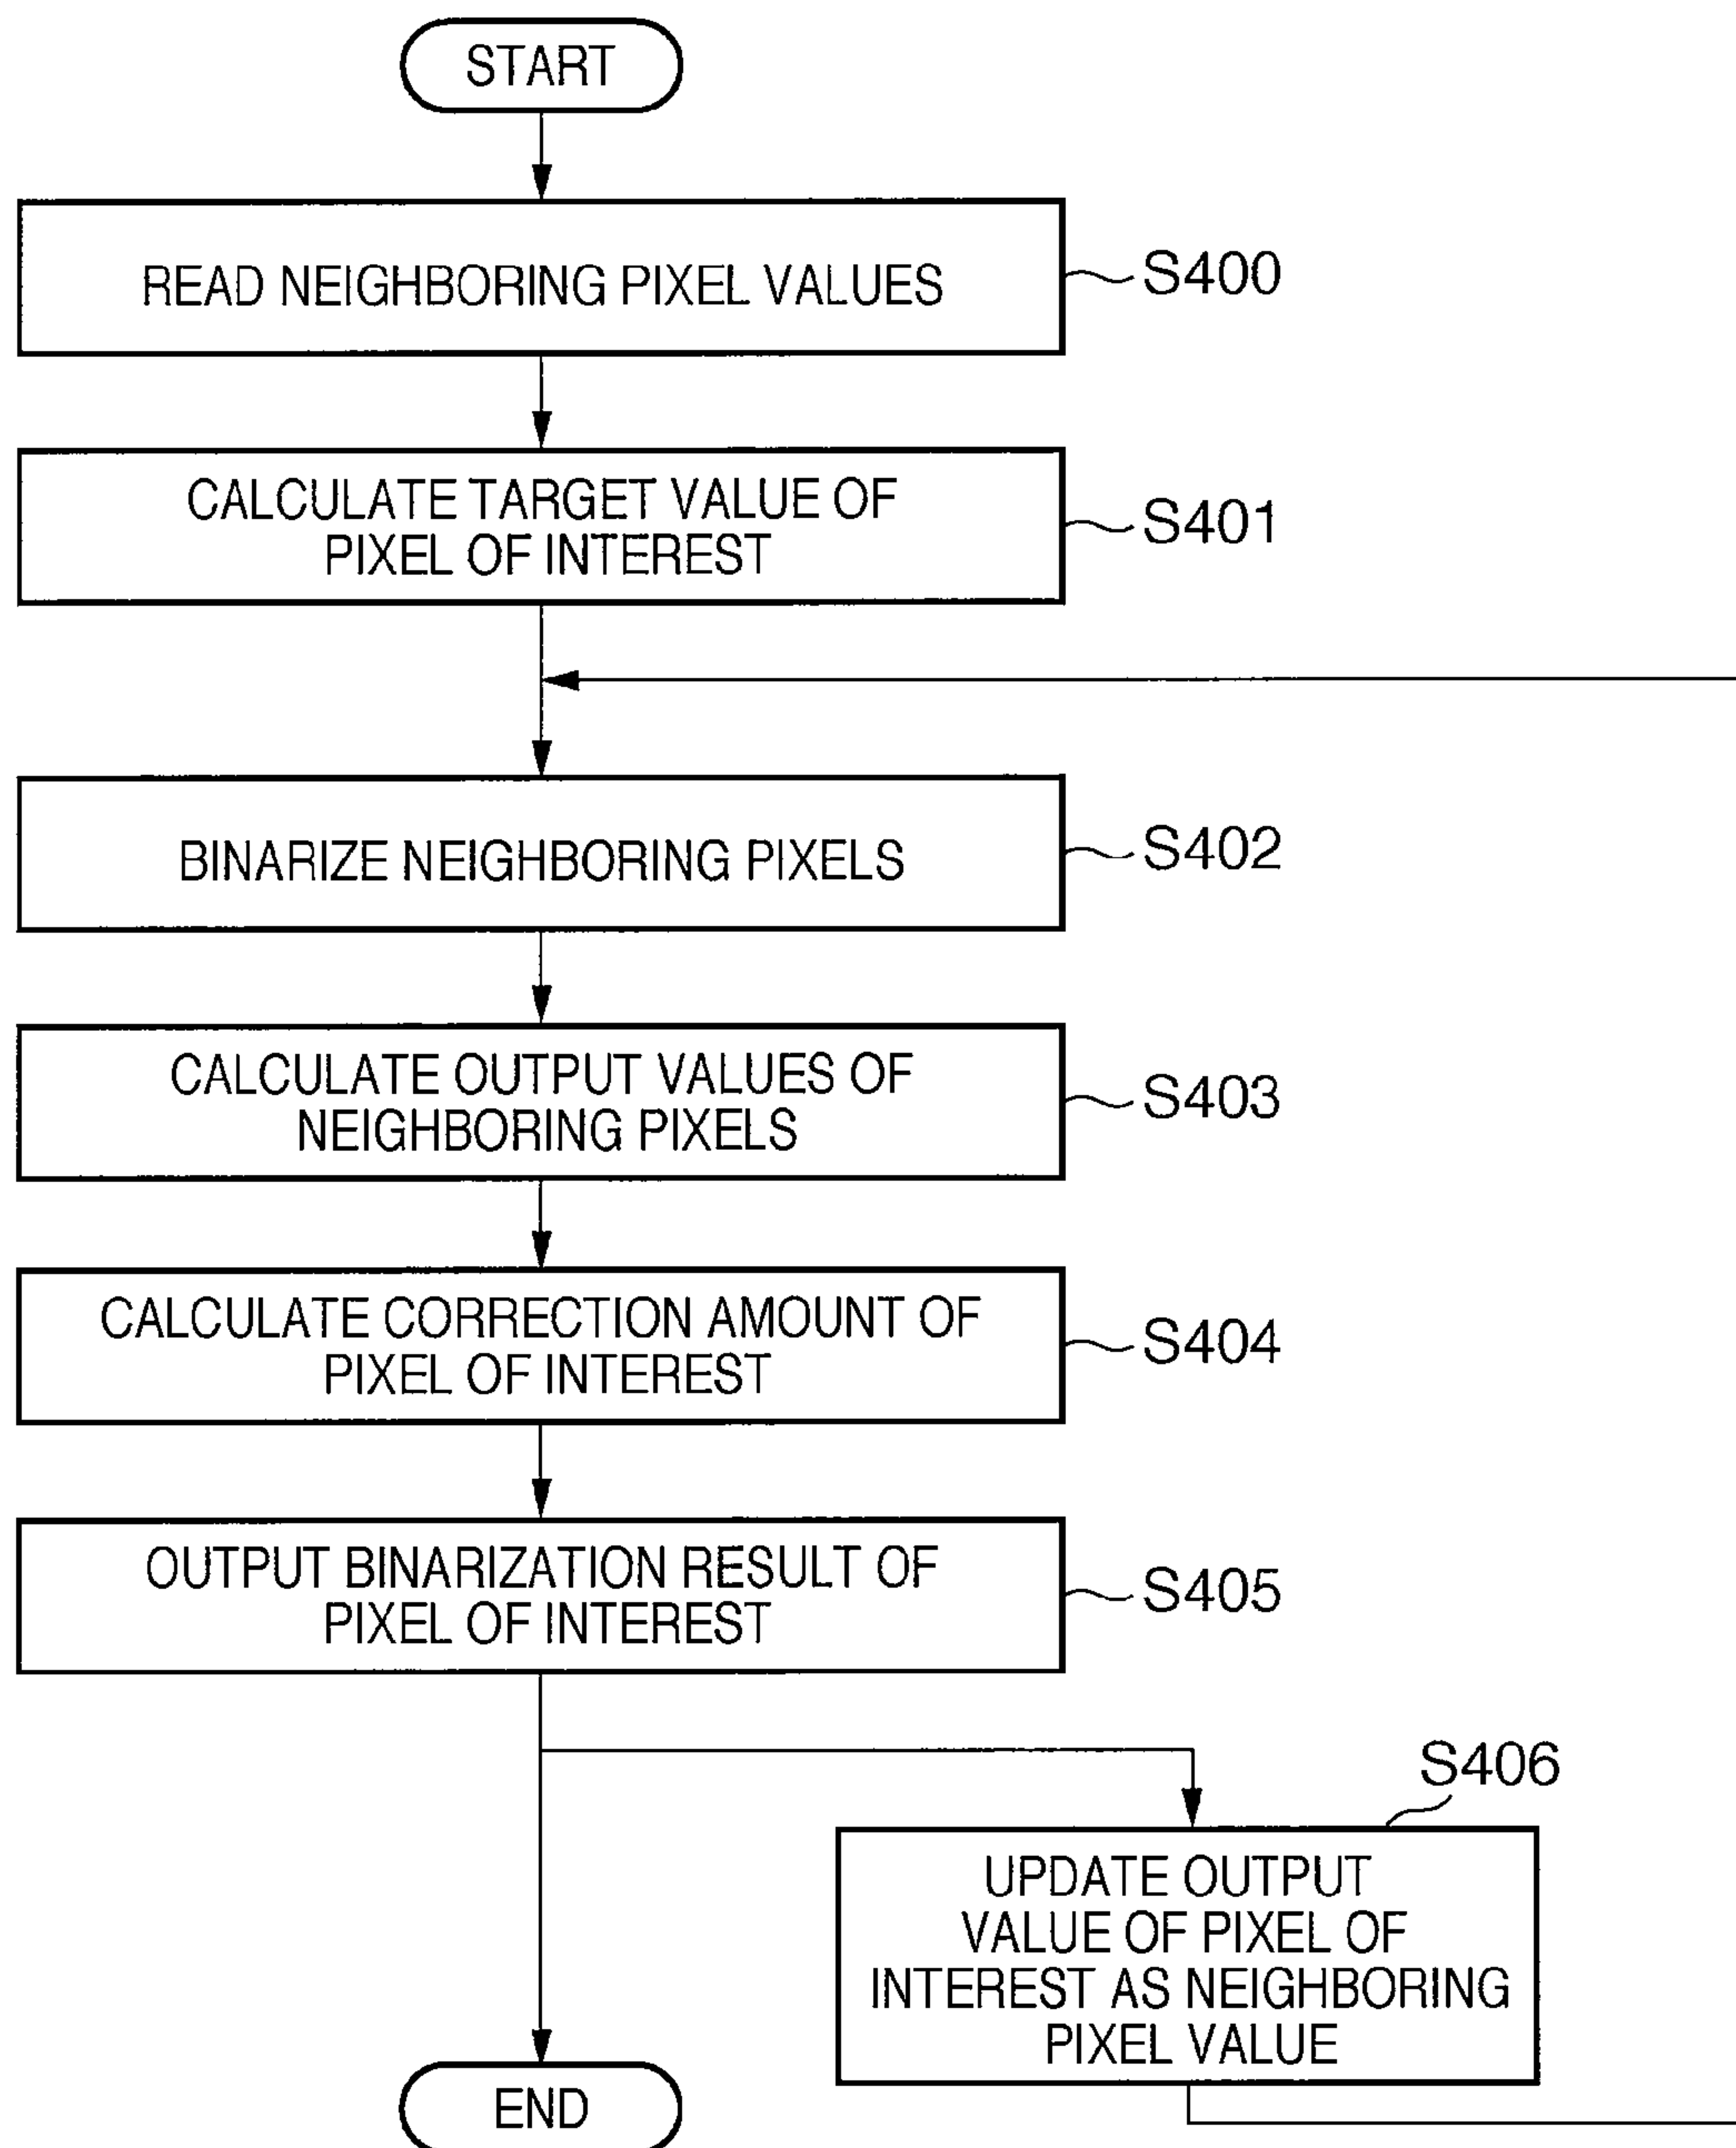 START
READ NEIGHBORING PIXEL VALUES
S400
CALCULATE TARGET VALUE OF
PIXEL OF INTEREST
S401
BINARIZE NEIGHBORING PIXELS
S402
CALCULATE OUTPUT VALUES OF
NEIGHBORING PIXELS
S403
CALCULATE CORRECTION AMOUNT OF
PIXEL OF INTEREST
S404
OUTPUT BINARIZATION RESULT OF
PIXEL OF INTEREST
S405
S406
UPDATE OUTPUT
VALUE OF PIXEL OF
INTEREST AS NEIGHBORING
PIXEL VALUE
END